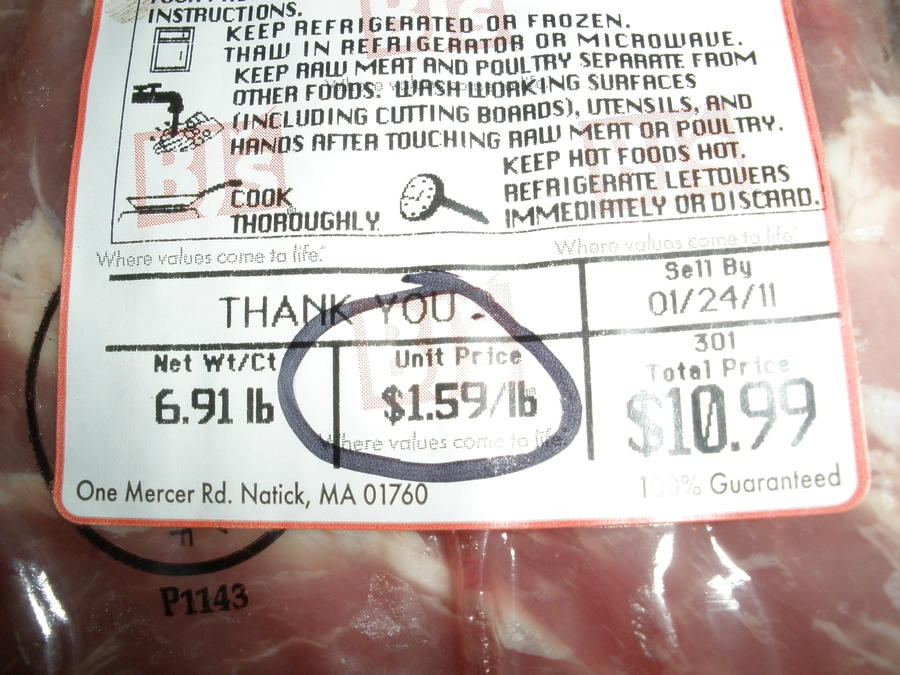 INSTRUCTIONS.
KEEP REFRIGERATED OR FROZEN.
THAW IN REFRIGERATOR OR MICROWAVE.
KEEP RAW MEAT AND POULTRY SEPARATE FROM
OTHER FOODS. WASH WORKING SURFACES
(INCLUDING CUTTING BOARDS), UTENSILS, AND
HANDS AFTER TOUCHING RAW MEAT OR POULTRY.
COOK
THOROUGHLY.
KEEP HOT FOODS HOT.
REFRIGERATE LEFTOVERS
IMMEDIATELY OR DISCARD.
BJ's
Where values come to life.
Where values come to life.
THANK YOU -
Sell By
01/24/11
Net Wt/Ct
6.91 lb
Unit Price
$1.59/lb
301
Total Price
$10.99
Where values come to life.
One Mercer Rd. Natick, MA 01760
100% Guaranteed
P1143